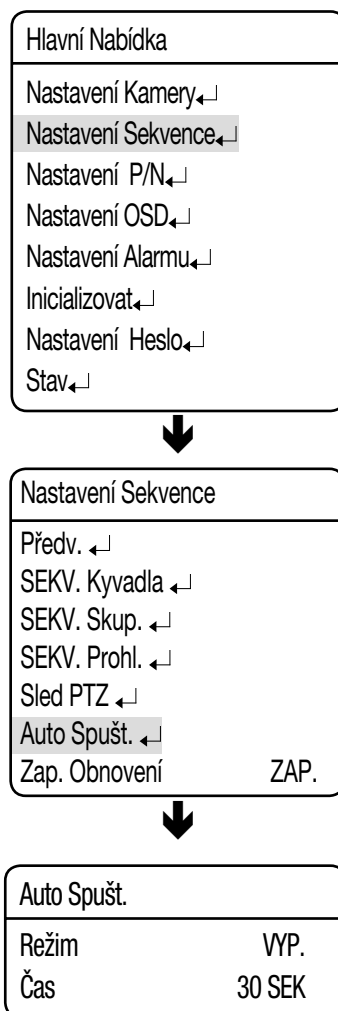 Hlavní Nabídka
Nastavení Kamery↵
Nastavení Sekvence↵
Nastavení P/N↵
Nastavení OSD↵
Nastavení Alarmu↵
Inicializovat↵
Nastavení Heslo↵
Stav↵
Nastavení Sekvence
Předv. ↵
SEKV. Kyvadla ↵
SEKV. Skup. ↵
SEKV. Prohl. ↵
Sled PTZ ↵
Auto Spušt. ↵
Zap. Obnovení ZAP.
Auto Spušt.
Režim VYP.
Čas 30 SEK